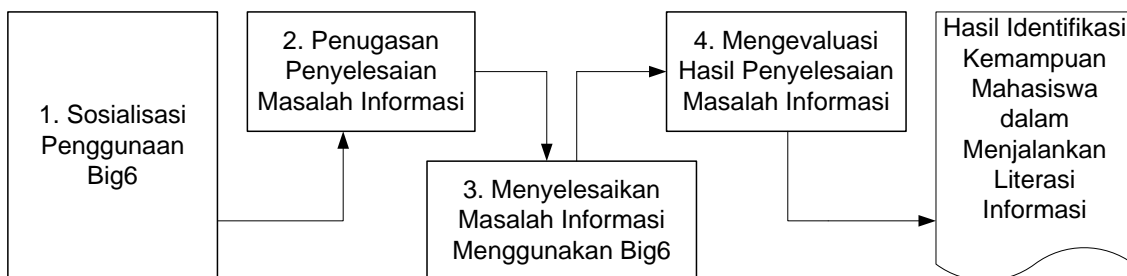 1. Sosialisasi
Penggunaan
Big6
2. Penugasan
Penyelesaian
Masalah Informasi
3. Menyelesaikan
Masalah Informasi
Menggunakan Big6
4. Mengevaluasi
Hasil Penyelesaian
Masalah Informasi
Hasil Identifikasi
Kemampuan
Mahasiswa
dalam
Menjalankan
Literasi
Informasi